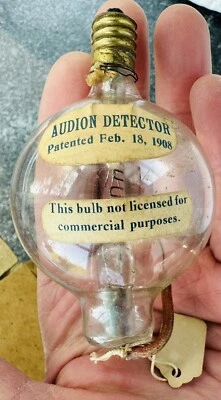 AUDION DETECTOR
Patented Feb. 18, 1908
This bulb not licensed for
commercial purposes.